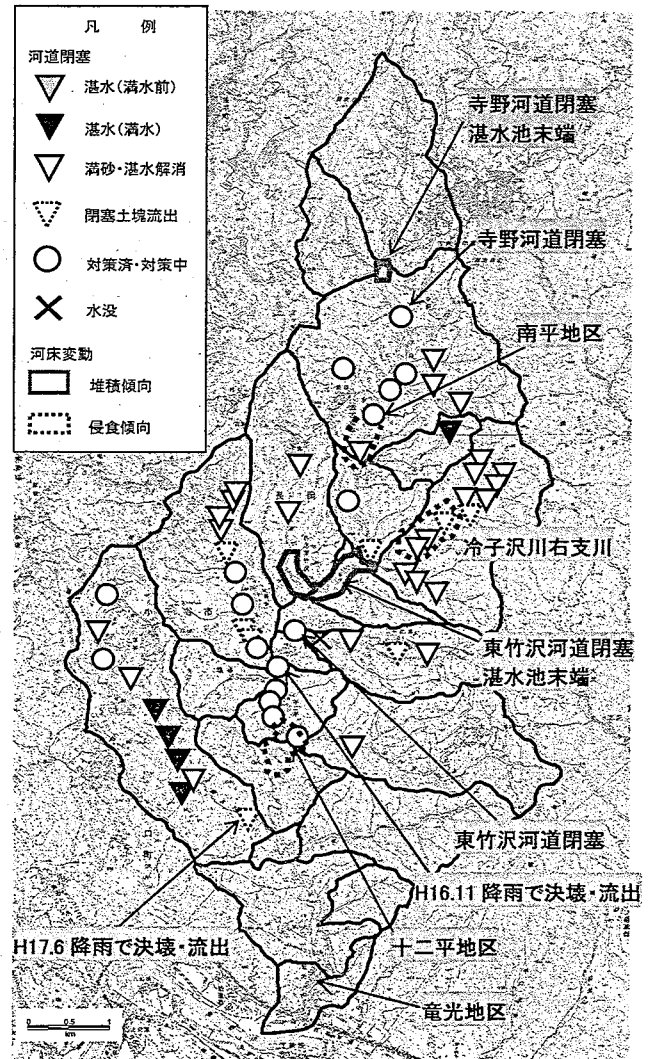 凡 例
河道閉塞
湛水(満水前)
湛水(満水)
満砂・湛水解消
閉塞土塊流出
対策済・対策中
水没
河床変動
堆積傾向
侵食傾向
寺野河道閉塞
湛水池末端
寺野河道閉塞
南平地区
冷子沢川右支川
東竹沢河道閉塞
湛水池末端
東竹沢河道閉塞
H16.11 降雨で決壊・流出
H17.6 降雨で決壊・流出
十二平地区
竜光地区
0 0.5 1
km